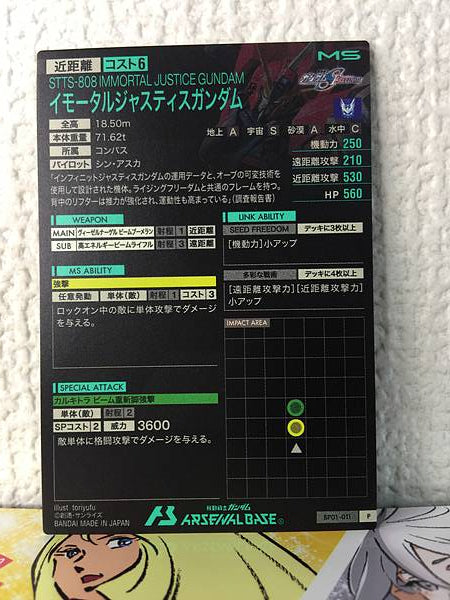 近距離 コスト6
MS
STTS-808 IMMORTAL JUSTICE GUNDAM
イモータルジャスティスガンダム
全高 18.50m
本体重量 71.62t
所属 コンパス
パイロット シン・アスカ
地上 A 宇宙 S 砂漠 A 水中 C
機動力 250
遠距離攻撃 210
近距離攻撃 530
HP 560
「インフィニットジャスティスガンダムの運用データと、オーブの可変技術を
使用して設計された機体。ライジングフリーダムと共通のフレームを持つ。
背中のリフターは推力が強化され、運動性も高まっている」(調査報告書)
WEAPON
MAIN ヴィーゼルナーゲル ビームブーメラン 射程 1 近距離
SUB 高エネルギービームライフル 射程 3 遠距離
MS ABILITY
強撃
任意発動 単体(敵) 射程 1 コスト 3
ロックオン中の敵に単体攻撃でダメージ
を与える。
SPECIAL ATTACK
カルキトラ ビーム重斬脚強撃
単体(敵) 射程 2
SPコスト 2 威力 3600
敵単体に格闘攻撃でダメージを与える。
LINK ABILITY
SEED FREEDOM デッキに3枚以上
[機動力]小アップ
多彩な戦術 デッキに4枚以上
[遠距離攻撃力][近距離攻撃力]
小アップ
IMPACT AREA
Illust toriyufu
©創通・サンライズ
BANDAI MADE IN JAPAN
機動戦士ガンダム
ARSENAL BASE
BP01-011 P